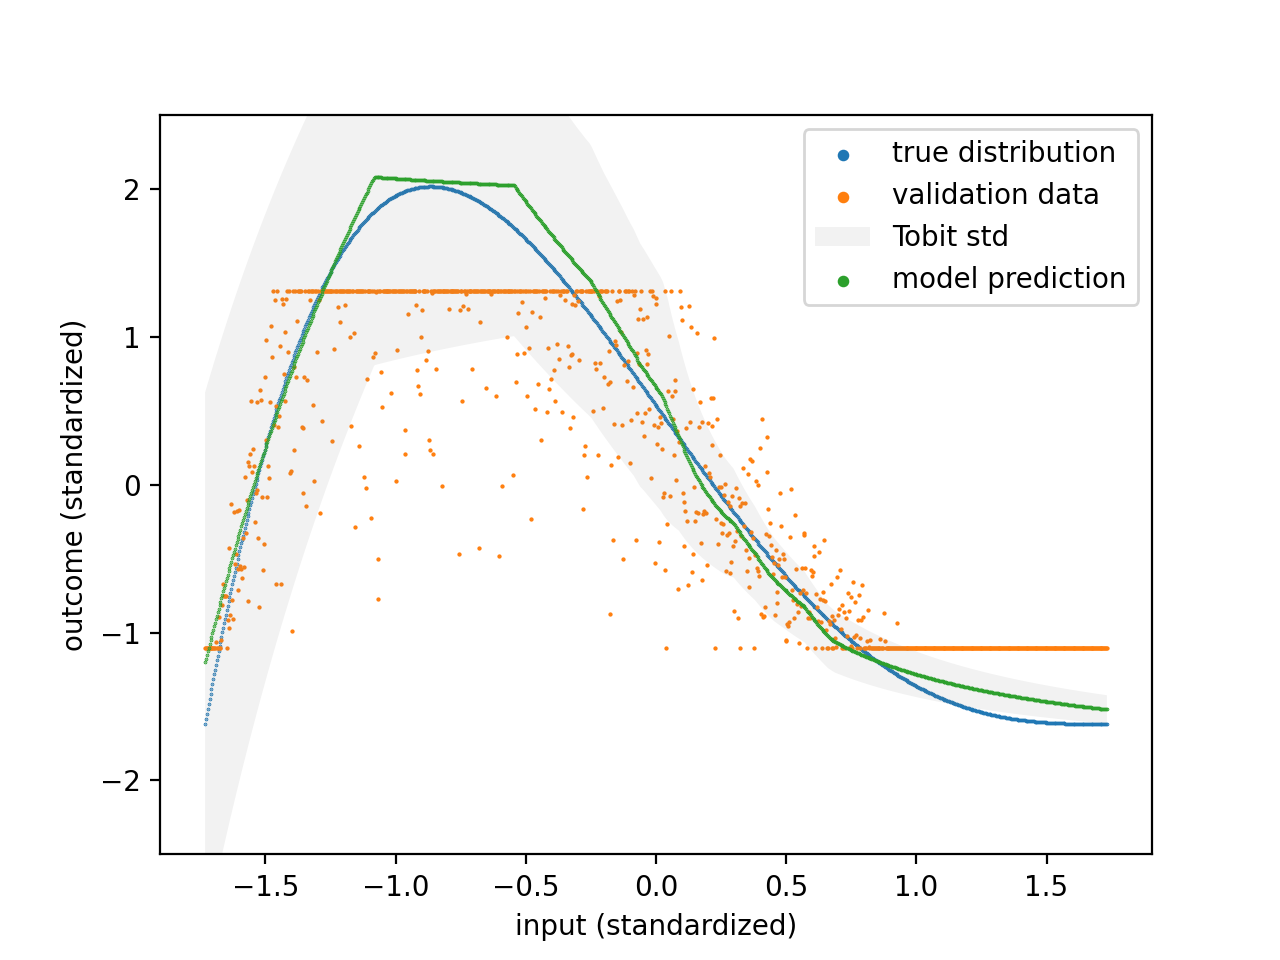 true distribution
validation data
Tobit std
model prediction
2
1
0
−1
−2
−1.5
−1.0
−0.5
0.0
0.5
1.0
1.5
input (standardized)
outcome (standardized)